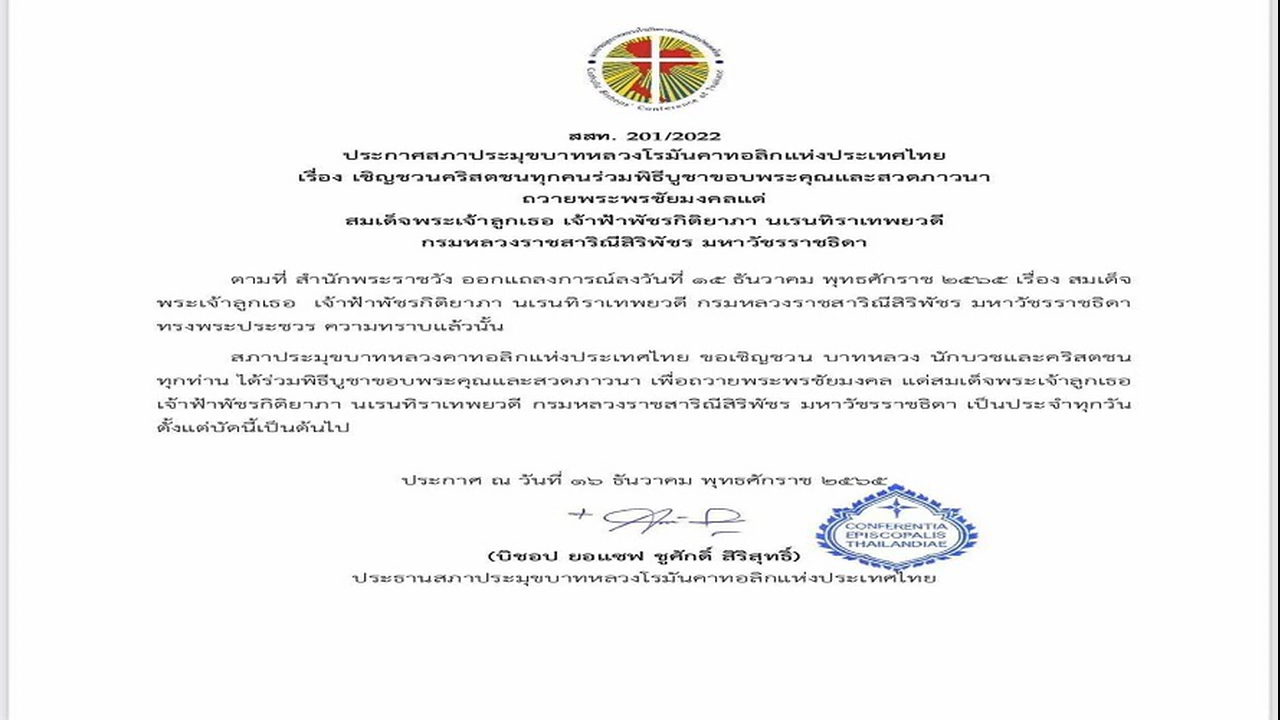 Catholic Bishops' Conference of Thailand
สสท. 201/2022
ประกาศสภาประมุขบาทหลวงโรมันคาทอลิกแห่งประเทศไทย
เรื่อง เชิญชวนคริสตชนทุกคนร่วมพิธีบูชาขอบพระคุณและสวดภาวนา
ถวายพระพรชัยมงคลแด่
สมเด็จพระเจ้าลูกเธอ เจ้าฟ้าพัชรกิติยาภา นเรนทิราเทพยวดี
กรมหลวงราชสาริณีสิริพัชร มหาวัชรราชธิดา
ตามที่ สำนักพระราชวัง ออกแถลงการณ์ลงวันที่ ๑๕ ธันวาคม พุทธศักราช ๒๕๖๕ เรื่อง สมเด็จ
พระเจ้าลูกเธอ เจ้าฟ้าพัชรกิติยาภา นเรนทิราเทพยวดี กรมหลวงราชสาริณีสิริพัชร มหาวัชรราชธิดา
ทรงพระประชวร ความทราบแล้วนั้น
สภาประมุขบาทหลวงคาทอลิกแห่งประเทศไทย ขอเชิญชวน บาทหลวง นักบวชและคริสตชน
ทุกท่าน ได้ร่วมพิธีบูชาขอบพระคุณและสวดภาวนา เพื่อถวายพระพรชัยมงคล แด่สมเด็จพระเจ้าลูกเธอ
เจ้าฟ้าพัชรกิติยาภา นเรนทิราเทพยวดี กรมหลวงราชสาริณีสิริพัชร มหาวัชรราชธิดา เป็นประจำทุกวัน
ตั้งแต่บัดนี้เป็นต้นไป
ประกาศ ณ วันที่ ๑๖ ธันวาคม พุทธศักราช ๒๕๖๕
CONFERENTIA
EPISCOPALIS
THAILANDIAE
(บิชอป ยอแซฟ ชูศักดิ์ สิริสุทธิ์)
ประธานสภาประมุขบาทหลวงโรมันคาทอลิกแห่งประเทศไทย